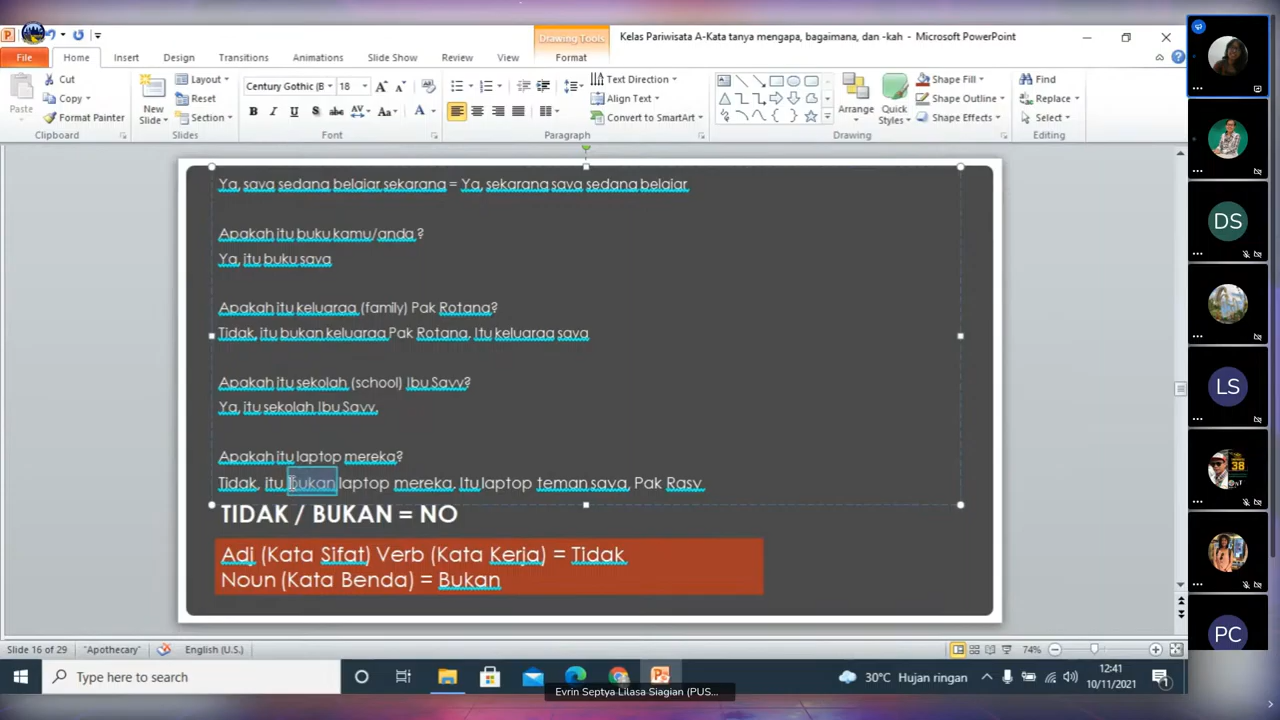 Drawing Tools
Kelas Pariwisata A-Kata tanya mengapa, bagaimana, dan -kah - Microsoft PowerPoint
File Home Insert Design Transitions Animations Slide Show Review View Format
Paste
Cut
Copy
Format Painter
Clipboard
New Slide
Layout
Reset
Section
Slides
Century Gothic (B 18
Font
Paragraph
Text Direction
Align Text
Convert to SmartArt
Arrange
Quick Styles
Shape Fill
Shape Outline
Shape Effects
Drawing
Find
Replace
Select
Editing
Ya, saya sedang belajar sekarang = Ya, sekarang saya sedang belajar
Apakah itu buku kamu/anda ?
Ya, itu buku saya
Apakah itu keluarga (family) Pak Rotana?
Tidak, itu bukan keluarga Pak Rotana. Itu keluarga saya
Apakah itu sekolah (school) Ibu Savy?
Ya, itu sekolah Ibu Savy.
Apakah itu laptop mereka?
Tidak, itu bukan laptop mereka. Itu laptop teman saya, Pak Rasy
TIDAK / BUKAN = NO
Adj (Kata Sifat) Verb (Kata Kerja) = Tidak
Noun (Kata Benda) = Bukan
DS
LS
38
PC
Slide 16 of 29 "Apothecary" English (U.S.) 74%
Type here to search
30°C Hujan ringan
12:41
10/11/2021
Evrin Septya Lilasa Siagian (PUS...